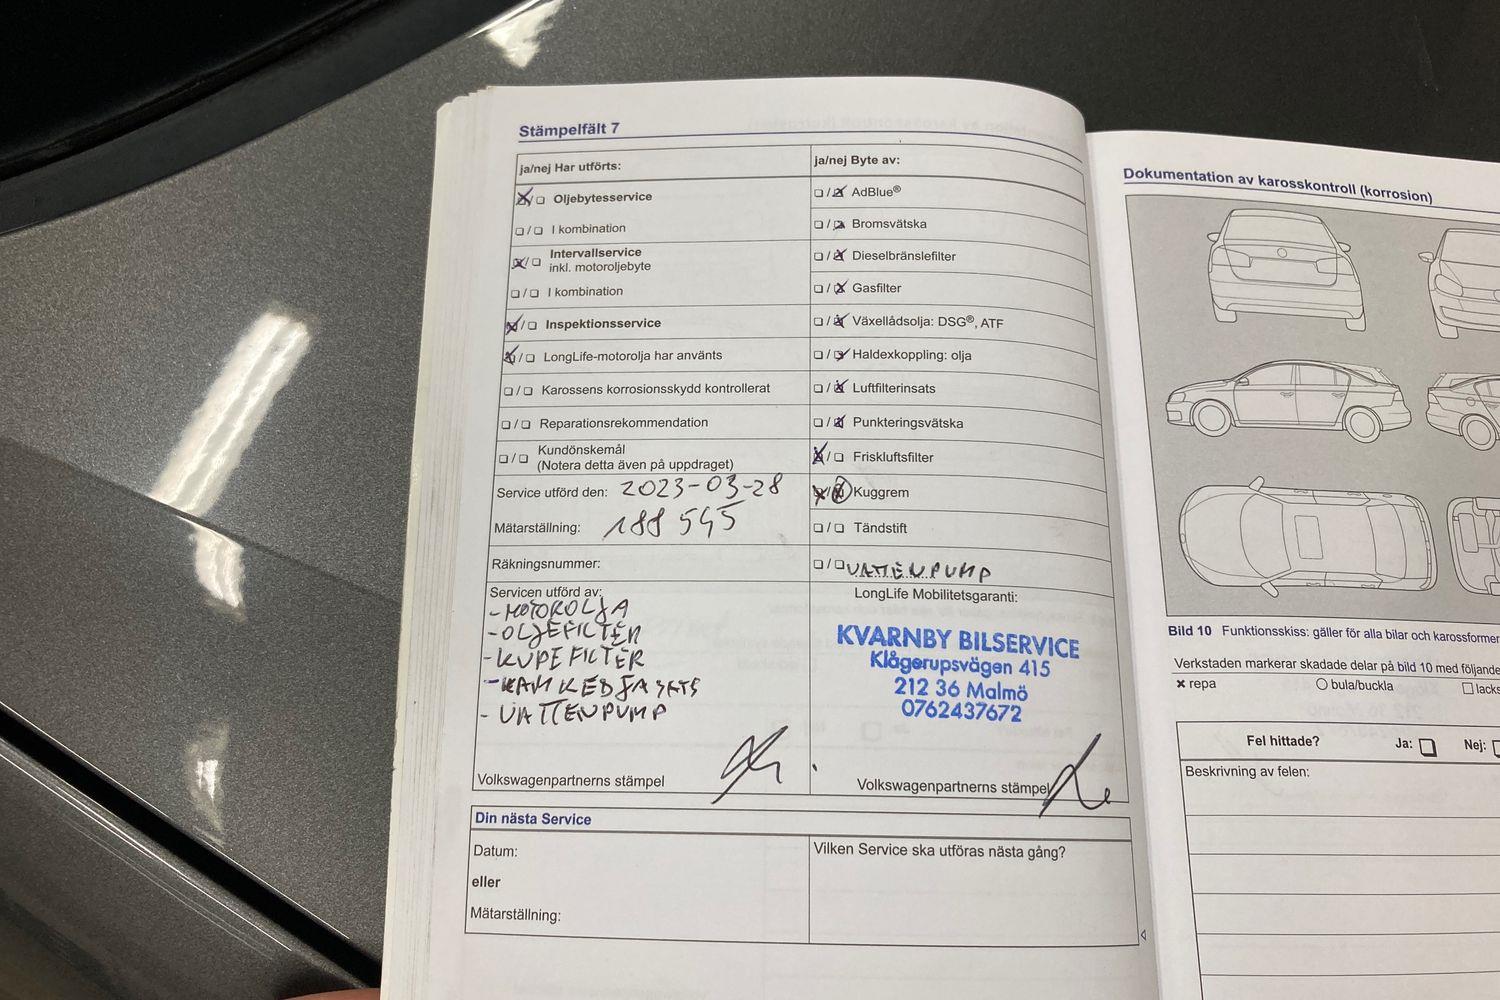 Stämpelfält 7
ja/nej Har utförts:
Oljebytesservice
I kombination
Intervallservice
inkl. motoroljebyte
I kombination
Inspektionsservice
LongLife-motorolja har använts
Karossens korrosionsskydd kontrollerat
Reparationsrekommendation
Kundönskemål
(Notera detta även på uppdraget)
Service utförd den: 2023-03-28
Mätarställning: 188 545
Räkningsnummer:
Servicen utförd av:
- MOTOROLJA
- OLJEFILTER
- KUPEFILTER
- KAMKEDJASATS
- VATTENPUMP
Volkswagenpartnerns stämpel
ja/nej Byte av:
AdBlue®
Bromsvätska
Dieselbränslefilter
Gasfilter
Växellådsolja: DSG®, ATF
Haldexkoppling: olja
Luftfilterinsats
Punkteringsvätska
Friskluftsfilter
Kuggrem
Tändstift
VATTENPUMP
LongLife Mobilitetsgaranti:
KVARNBY BILSERVICE
Klågerupsvägen 415
212 36 Malmö
0762437672
Volkswagenpartnerns stämpel
Din nästa Service
Datum:
eller
Mätarställning:
Vilken Service ska utföras nästa gång?
Dokumentation av karosskontroll (korrosion)
Bild 10 Funktionsskiss: gäller för alla bilar och karossformer
Verkstaden markerar skadade delar på bild 10 med följande
× repa
bula/buckla
lacks
Fel hittade? Ja: Nej:
Beskrivning av felen: